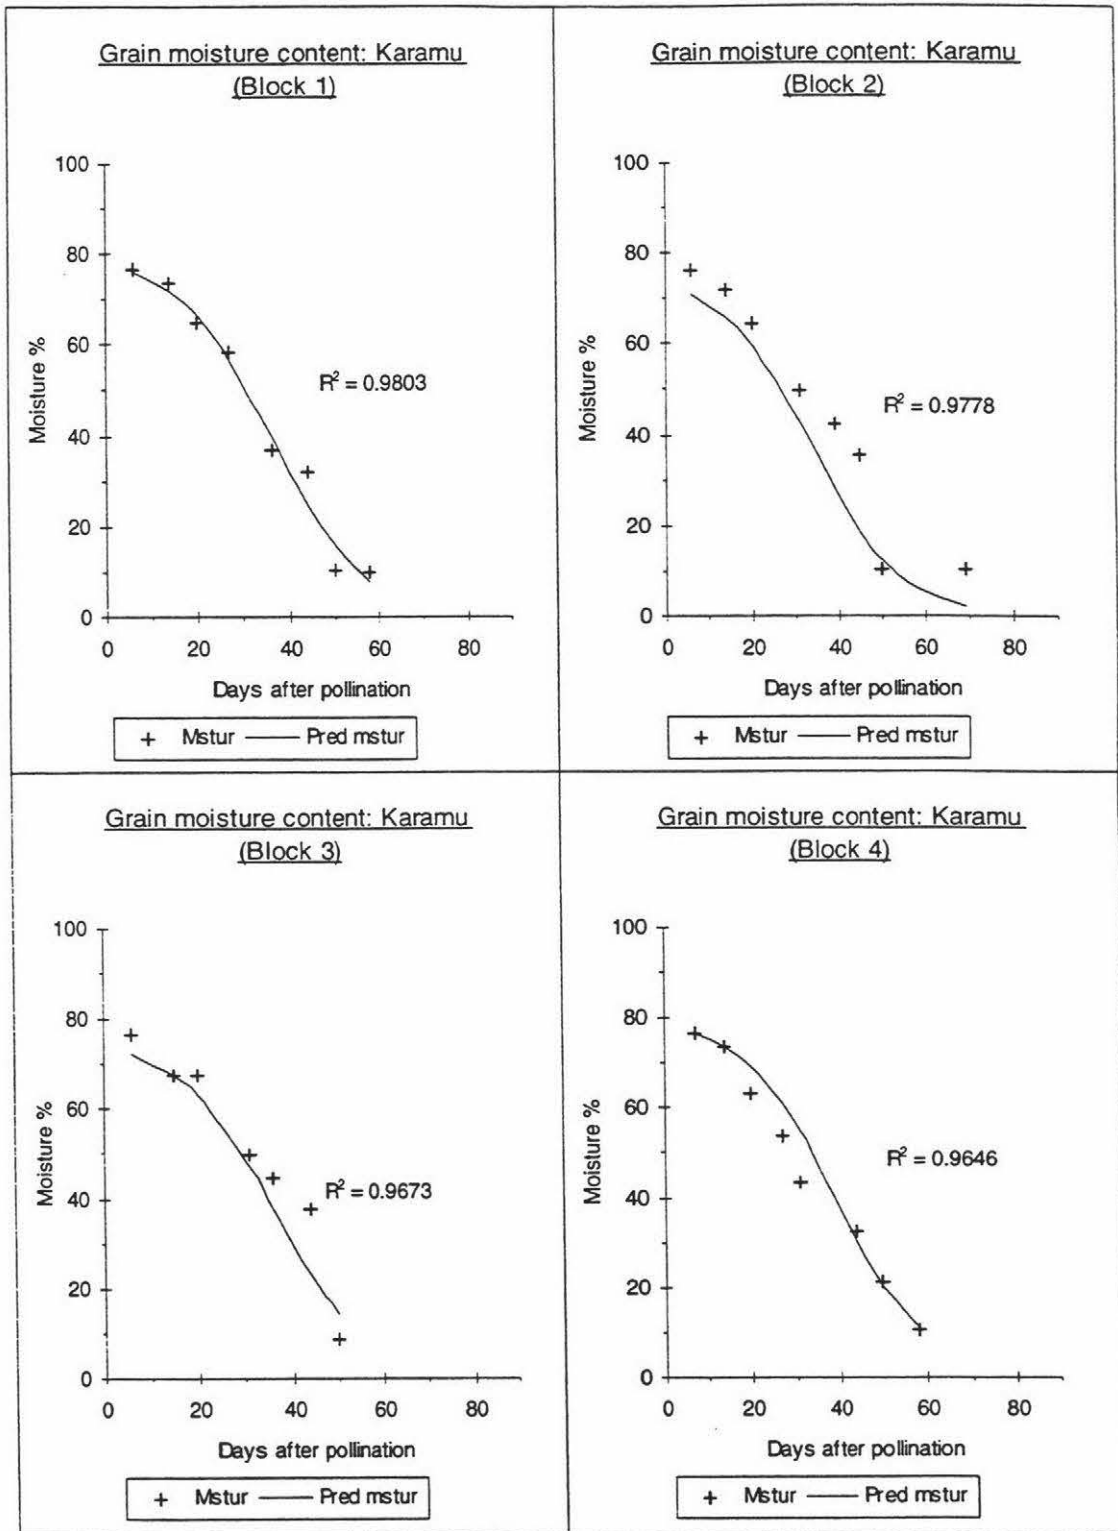 Grain moisture content: Karamu
(Block 1)
100
80
60
40
20
0
Moisture %
R² = 0.9803
0 20 40 60 80
Days after pollination
+ Mstur —— Pred mstur
Grain moisture content: Karamu
(Block 2)
100
80
60
40
20
0
Moisture %
R² = 0.9778
0 20 40 60 80
Days after pollination
+ Mstur —— Pred mstur
Grain moisture content: Karamu
(Block 3)
100
80
60
40
20
0
Moisture %
R² = 0.9673
0 20 40 60 80
Days after pollination
+ Mstur —— Pred mstur
Grain moisture content: Karamu
(Block 4)
100
80
60
40
20
0
Moisture %
R² = 0.9646
0 20 40 60 80
Days after pollination
+ Mstur —— Pred mstur